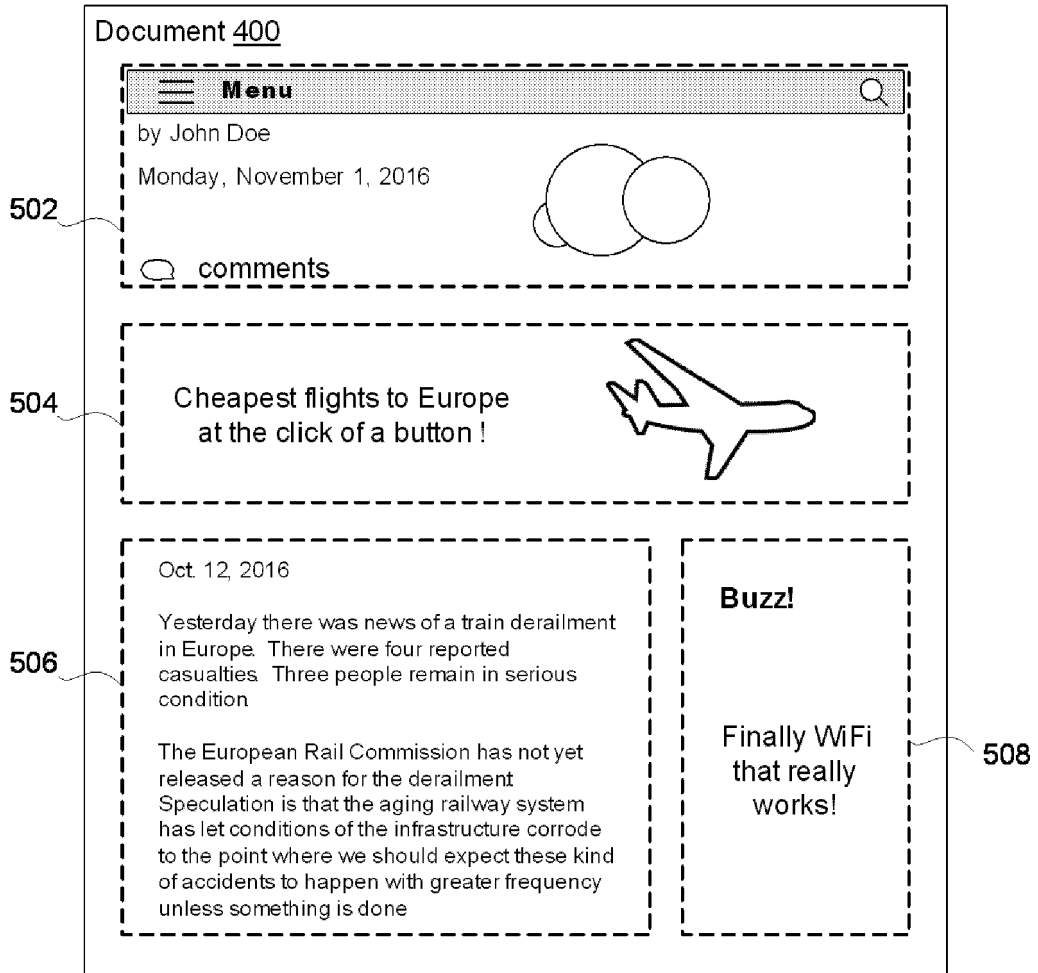 Document 400
Menu
by John Doe
Monday, November 1, 2016
502
comments
504
Cheapest flights to Europe
at the click of a button !
506
Oct. 12, 2016
Yesterday there was news of a train derailment
in Europe. There were four reported
casualties. Three people remain in serious
condition.
The European Rail Commission has not yet
released a reason for the derailment.
Speculation is that the aging railway system
has let conditions of the infrastructure corrode
to the point where we should expect these kind
of accidents to happen with greater frequency
unless something is done
Buzz!
Finally WiFi
that really
works!
508